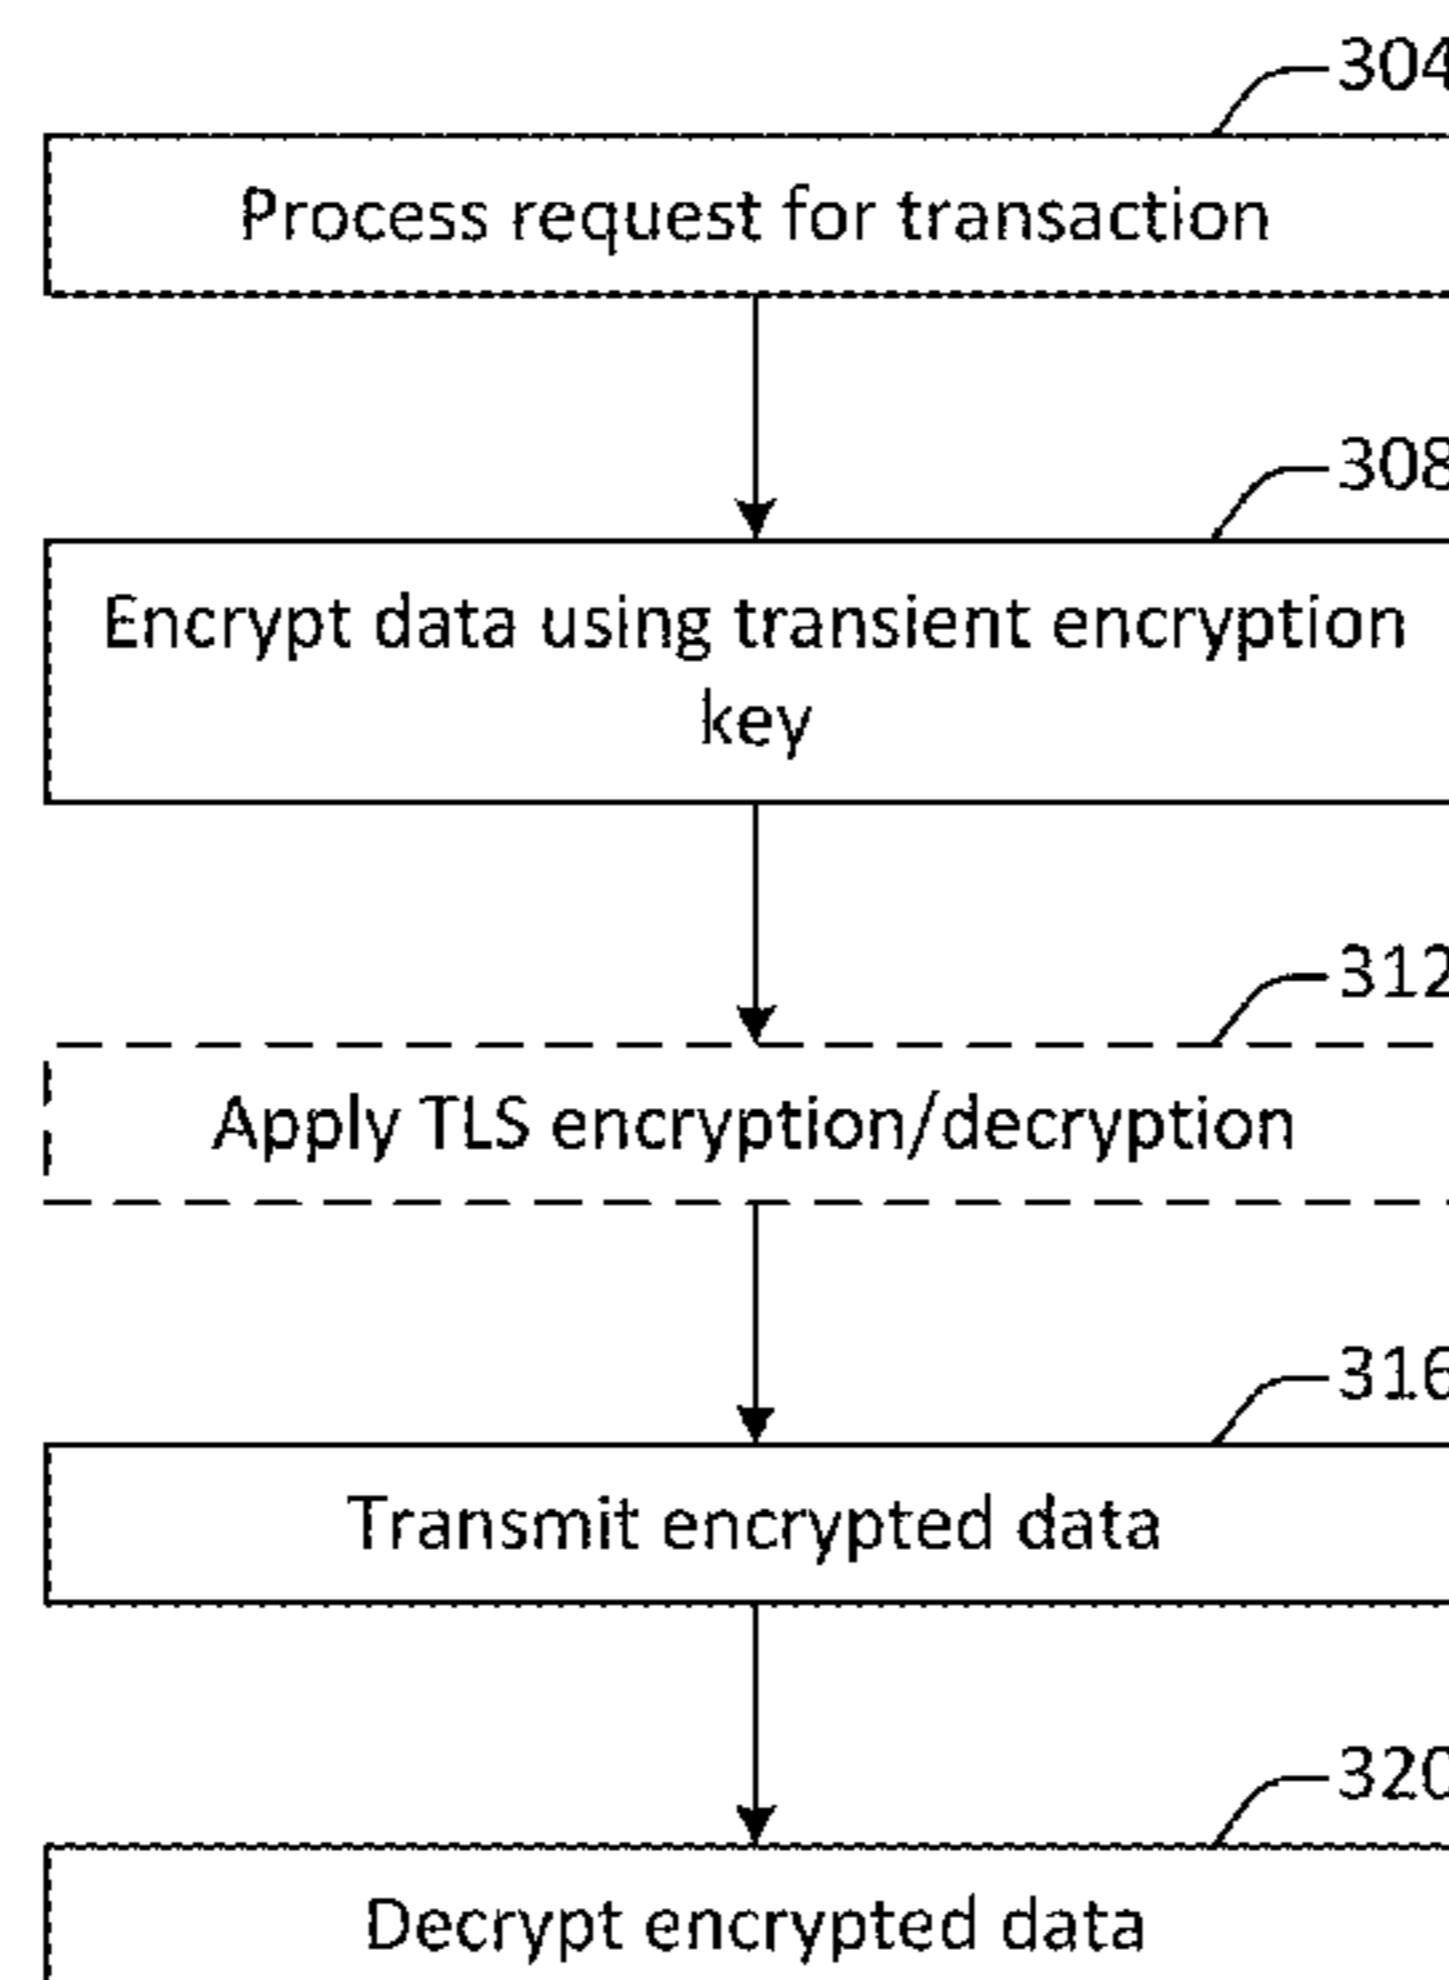 304
Process request for transaction
308
Encrypt data using transient encryption
key
312
Apply TLS encryption/decryption
316
Transmit encrypted data
320
Decrypt encrypted data